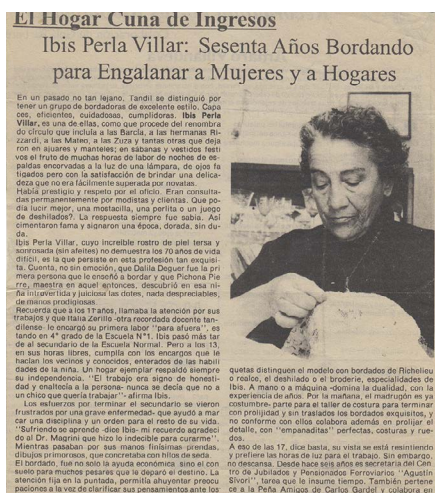 El Hogar Cuna de Ingresos
Ibis Perla Villar: Sesenta Años Bordando
para Engalanar a Mujeres y a Hogares
En un pasado no tan lejano, Tandil se distinguió por
tener un grupo de bordadoras de excelente estilo. Capa
ces, eficientes, cuidadosas, cumplidoras. Ibis Perla
Villar, es una de ellas, como que procede del renombra
do círculo que incluía a las Barcía, a las hermanas Ri-
zzardi, a las Mateo, a las Zuza y tantas otras que deja
ron en ajuares y manteles; en sábanas y vestidos festi-
vos el fruto de muchas horas de labor de noches de es-
paldas encorvadas a la luz de una lámpara, de ojos fa
tigados pero con la satisfacción de brindar una delica-
deza que no era fácilmente superada por novatas.
Había prestigio y respeto por el oficio. Eran consulta-
das permanentemente por modistas y clientas. Que po-
día lucir mejor, una mostacilla, una perlita o un juego
de deshilados?. La respuesta siempre fue sabia. Así
cimentaron fama y signaron una época, dorada, sin du-
da.
Ibis Perla Villar, cuyo increíble rostro de piel tersa y
sonrosada (sin afeites) no demuestra los 70 años de vida
difícil, es la que persiste en esta profesión tan exquisi-
ta. Cuenta, no sin emoción, que Dalila Deguer fue la pri
mera persona que le enseñó a bordar y que Pichona Pie
rre, maestra en aquel entonces, descubrió en esa ni-
ña introvertida y juiciosa las dotes, nada despreciables,
de manos prodigiosas.
Recuerda que a los 11 años, llamaba la atención por sus
trabajos y que Italia Zorillo -otra recordada docente tan-
dilense- le encargó su primera labor "para afuera", es-
tando en 4° grado de la Escuela N°1. Ibis pasó más tar
de al secundario de la Escuela Normal. Pero a los 13,
en sus horas libres, cumplía con los encargos que le
hacían los vecinos y conocidos, enterados de las habili
dades de la niña. Un hogar ejemplar respaldó siempre
su independencia. "El trabajo era signo de honesti-
dad y enaltecía a la persona- nunca se decía que no a
un chico que quería trabajar"- afirma Ibis.
Los esfuerzos por terminar el secundario se vieron
frustrados por una grave enfermedad- que ayudó a mar
car una disciplina y un orden para el resto de su vida.
"Sufriendo se aprende -dice Ibis- mi recuerdo agradeci
do al Dr. Magrini que hizo lo indecible para curarme".
Mientras pasaban por sus manos finísimas prendas,
dibujos primorosos, que concretaba con hilos de seda.
El bordado, fue no solo la ayuda económica sino el con
suelo para muchos pesares que le deparó el destino. La
atención fija en la puntada, permitía ahuyentar preocu
paciones a la vez de clarificar sus pensamientos ante los
quetas distinguen el modelo con bordados de Richelieu
o realce, el deshilado o el broderie, especialidades de
Ibis. A mano o a máquina -domina la dualidad, con la
experiencia de años. Por la mañana, el madrugón es ya
costumbre- parte para el taller de costura para terminar
con prolijidad y sin traslados los bordados exquisitos, y
no conforme con ellos colabora además en prolijar el
detalle, con "empanaditas" perfectas, costuras y rue-
dos.
A eso de las 17, dice basta, su vista se está resintiendo
y prefiere las horas de luz para el trabajo. Sin embargo,
no descansa. Desde hace seis años es secretaria del Cen
tro de Jubilados y Pensionados Ferroviarios "Agustín
Sívori", tarea que le insume tiempo. También pertene-
ce a la Peña Amigos de Carlos Gardel y colabora en